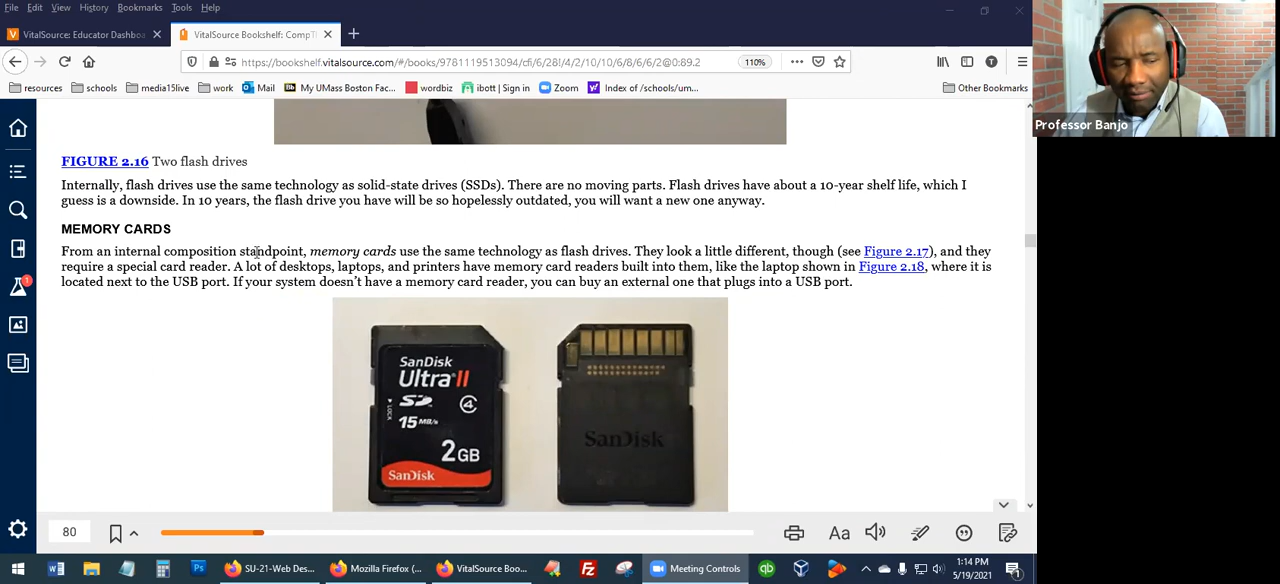 File Edit View History Bookmarks Tools Help
VitalSource: Educator Dashboa
VitalSource Bookshelf: CompT
https://bookshelf.vitalsource.com/#/books/9781119513094/cfi/6/28!/4/2/10/10/6/8/6/6/2@0:89.2
110%
resources schools media15live work Mail My UMass Boston Fac... wordbiz ibott | Sign in Zoom Index of /schools/um... Other Bookmarks
Professor Banjo
FIGURE 2.16 Two flash drives
Internally, flash drives use the same technology as solid-state drives (SSDs). There are no moving parts. Flash drives have about a 10-year shelf life, which I
guess is a downside. In 10 years, the flash drive you have will be so hopelessly outdated, you will want a new one anyway.
MEMORY CARDS
From an internal composition standpoint, memory cards use the same technology as flash drives. They look a little different, though (see Figure 2.17), and they
require a special card reader. A lot of desktops, laptops, and printers have memory card readers built into them, like the laptop shown in Figure 2.18, where it is
located next to the USB port. If your system doesn't have a memory card reader, you can buy an external one that plugs into a USB port.
SanDisk
Ultra II
SD 4
LOCK
15 MB/s
2GB
SanDisk
SanDisk
80
Aa
SU-21-Web Des...
Mozilla Firefox (...
VitalSource Boo...
Meeting Controls
1:14 PM
5/19/2021